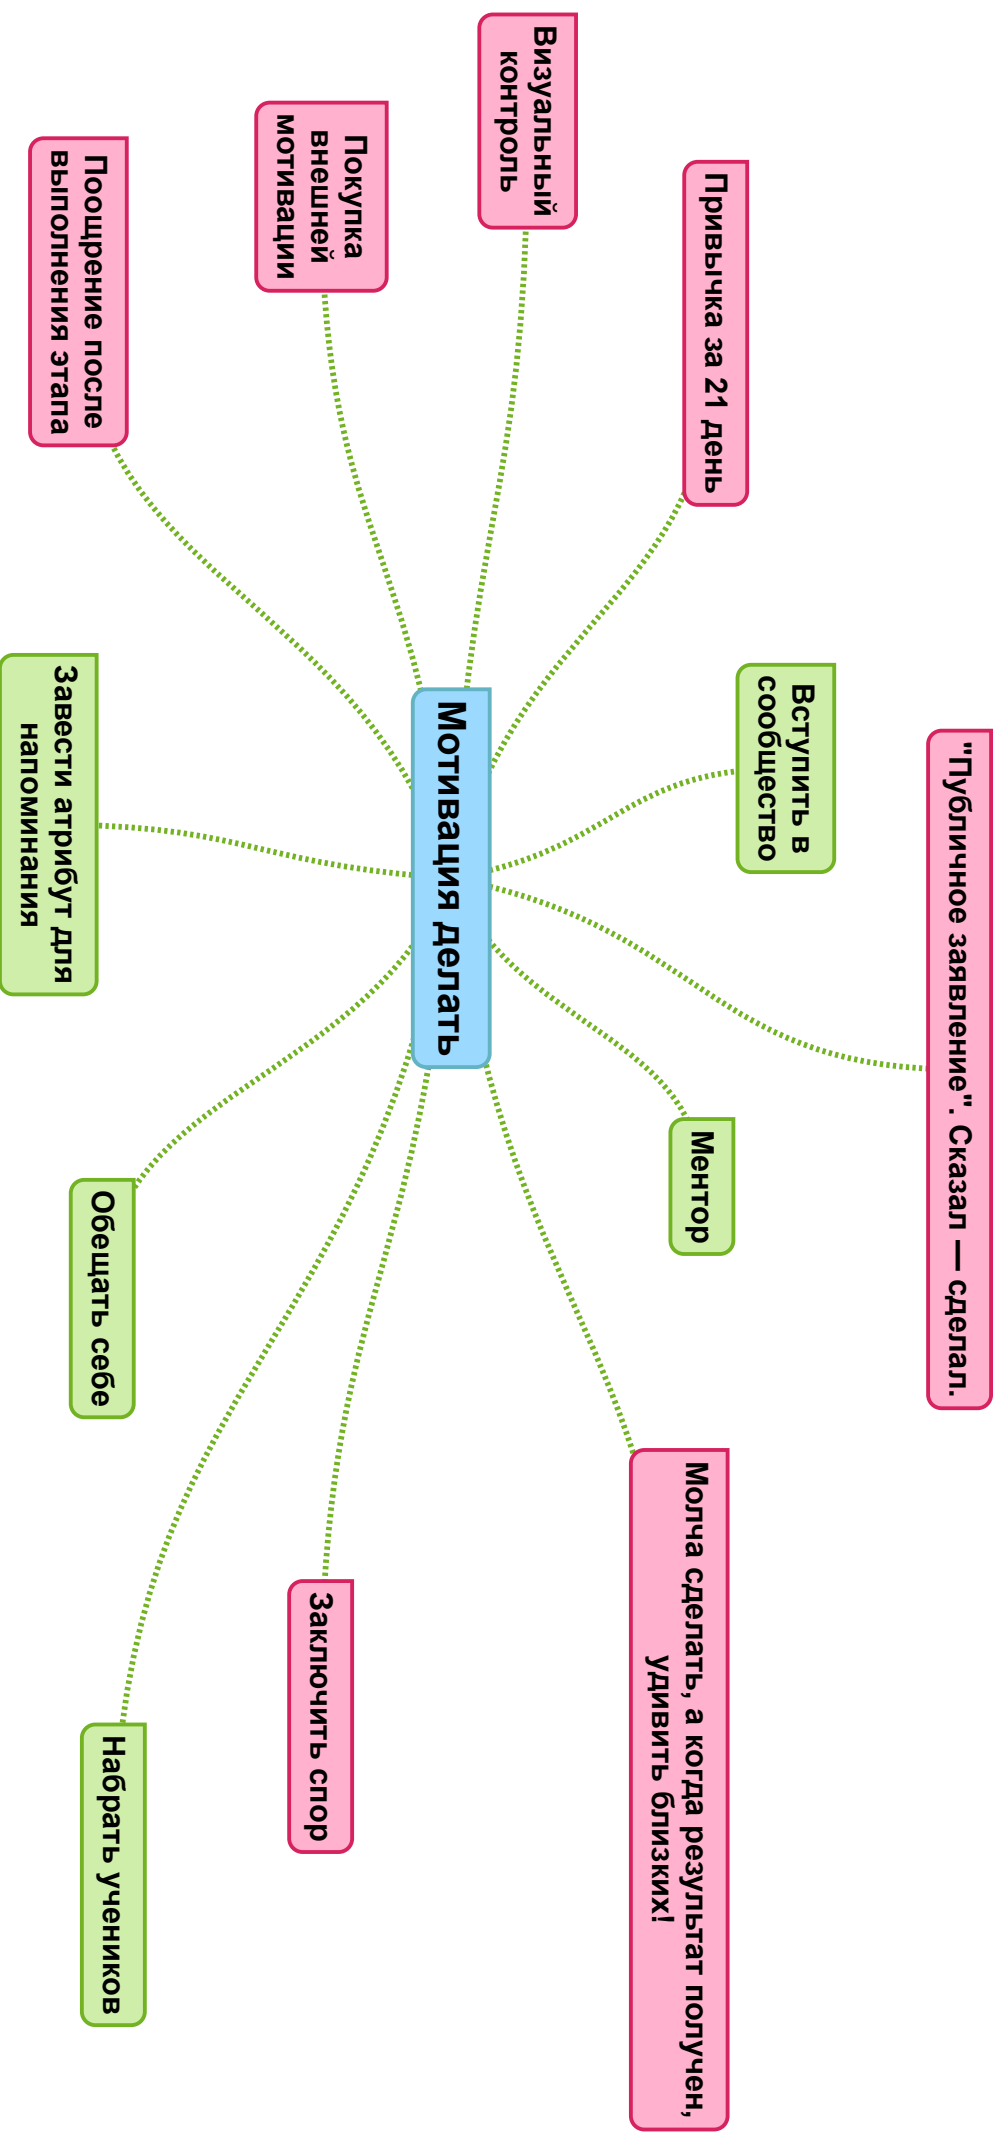 "Публичное заявление". Сказал — сделал.
Вступить в
сообщество
Привычка за 21 день
Ментор
Молча сделать, а когда результат получен,
удивить близких!
Визуальный
контроль
Мотивация делать
Покупка
внешней
мотивации
Заключить спор
Поощрение после
выполнения этапа
Обещать себе
Набрать учеников
Завести атрибут для
напоминания